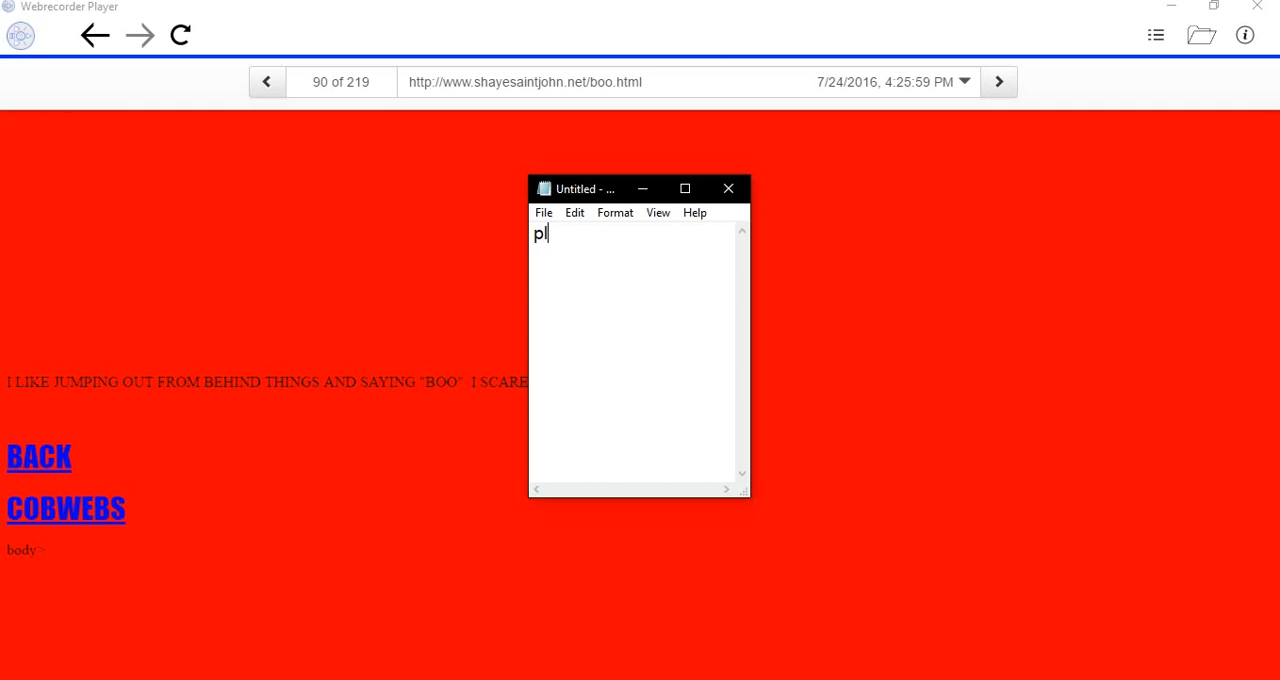 Webrecorder Player
90 of 219 http://www.shayesaintjohn.net/boo.html 7/24/2016, 4:25:59 PM
Untitled - ...
File Edit Format View Help
pl
I LIKE JUMPING OUT FROM BEHIND THINGS AND SAYING "BOO" I SCARE
BACK
COBWEBS
body>